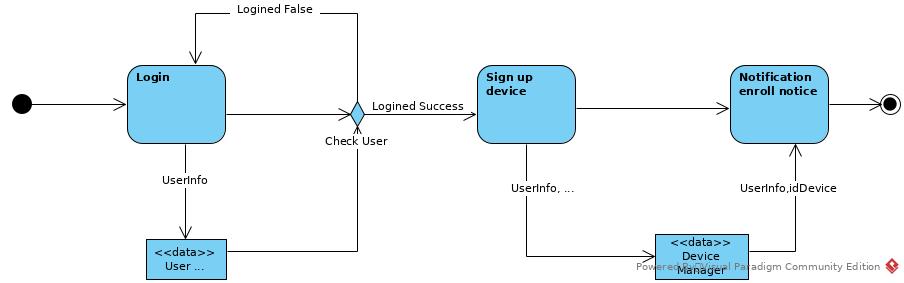 Logined False
Login
Sign up
device
Notification
enroll notice
Logined Success
Check User
UserInfo
UserInfo, ...
UserInfo,idDevice
<<data>>
User ...
<<data>>
Device
Manager
Powered By Visual Paradigm Community Edition